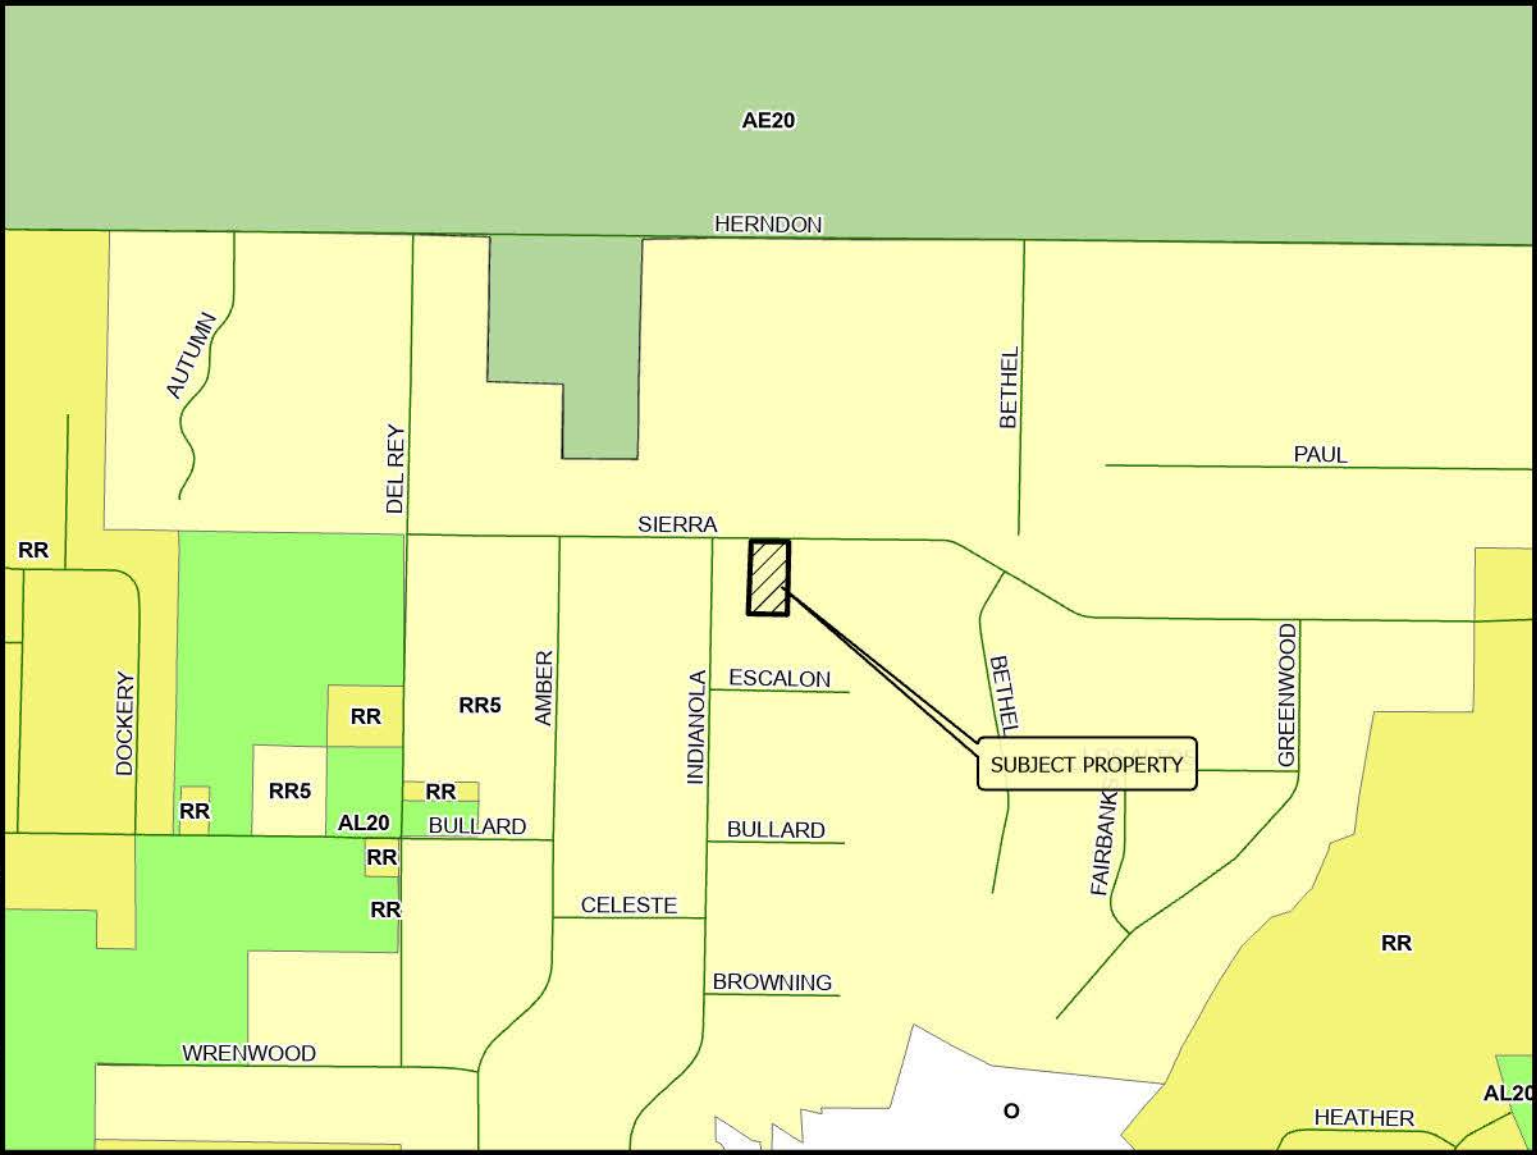 AE20
HERNDON
AUTUMN
DEL REY
BETHEL
PAUL
SIERRA
RR
DOCKERY
RR
RR5
AMBER
INDIANOLA
ESCALON
BETHEL
GREENWOOD
SUBJECT PROPERTY
RR
RR5
RR
AL20
BULLARD
BULLARD
FAIRBANKS
RR
RR
CELESTE
RR
BROWNING
WRENWOOD
O
AL20
HEATHER